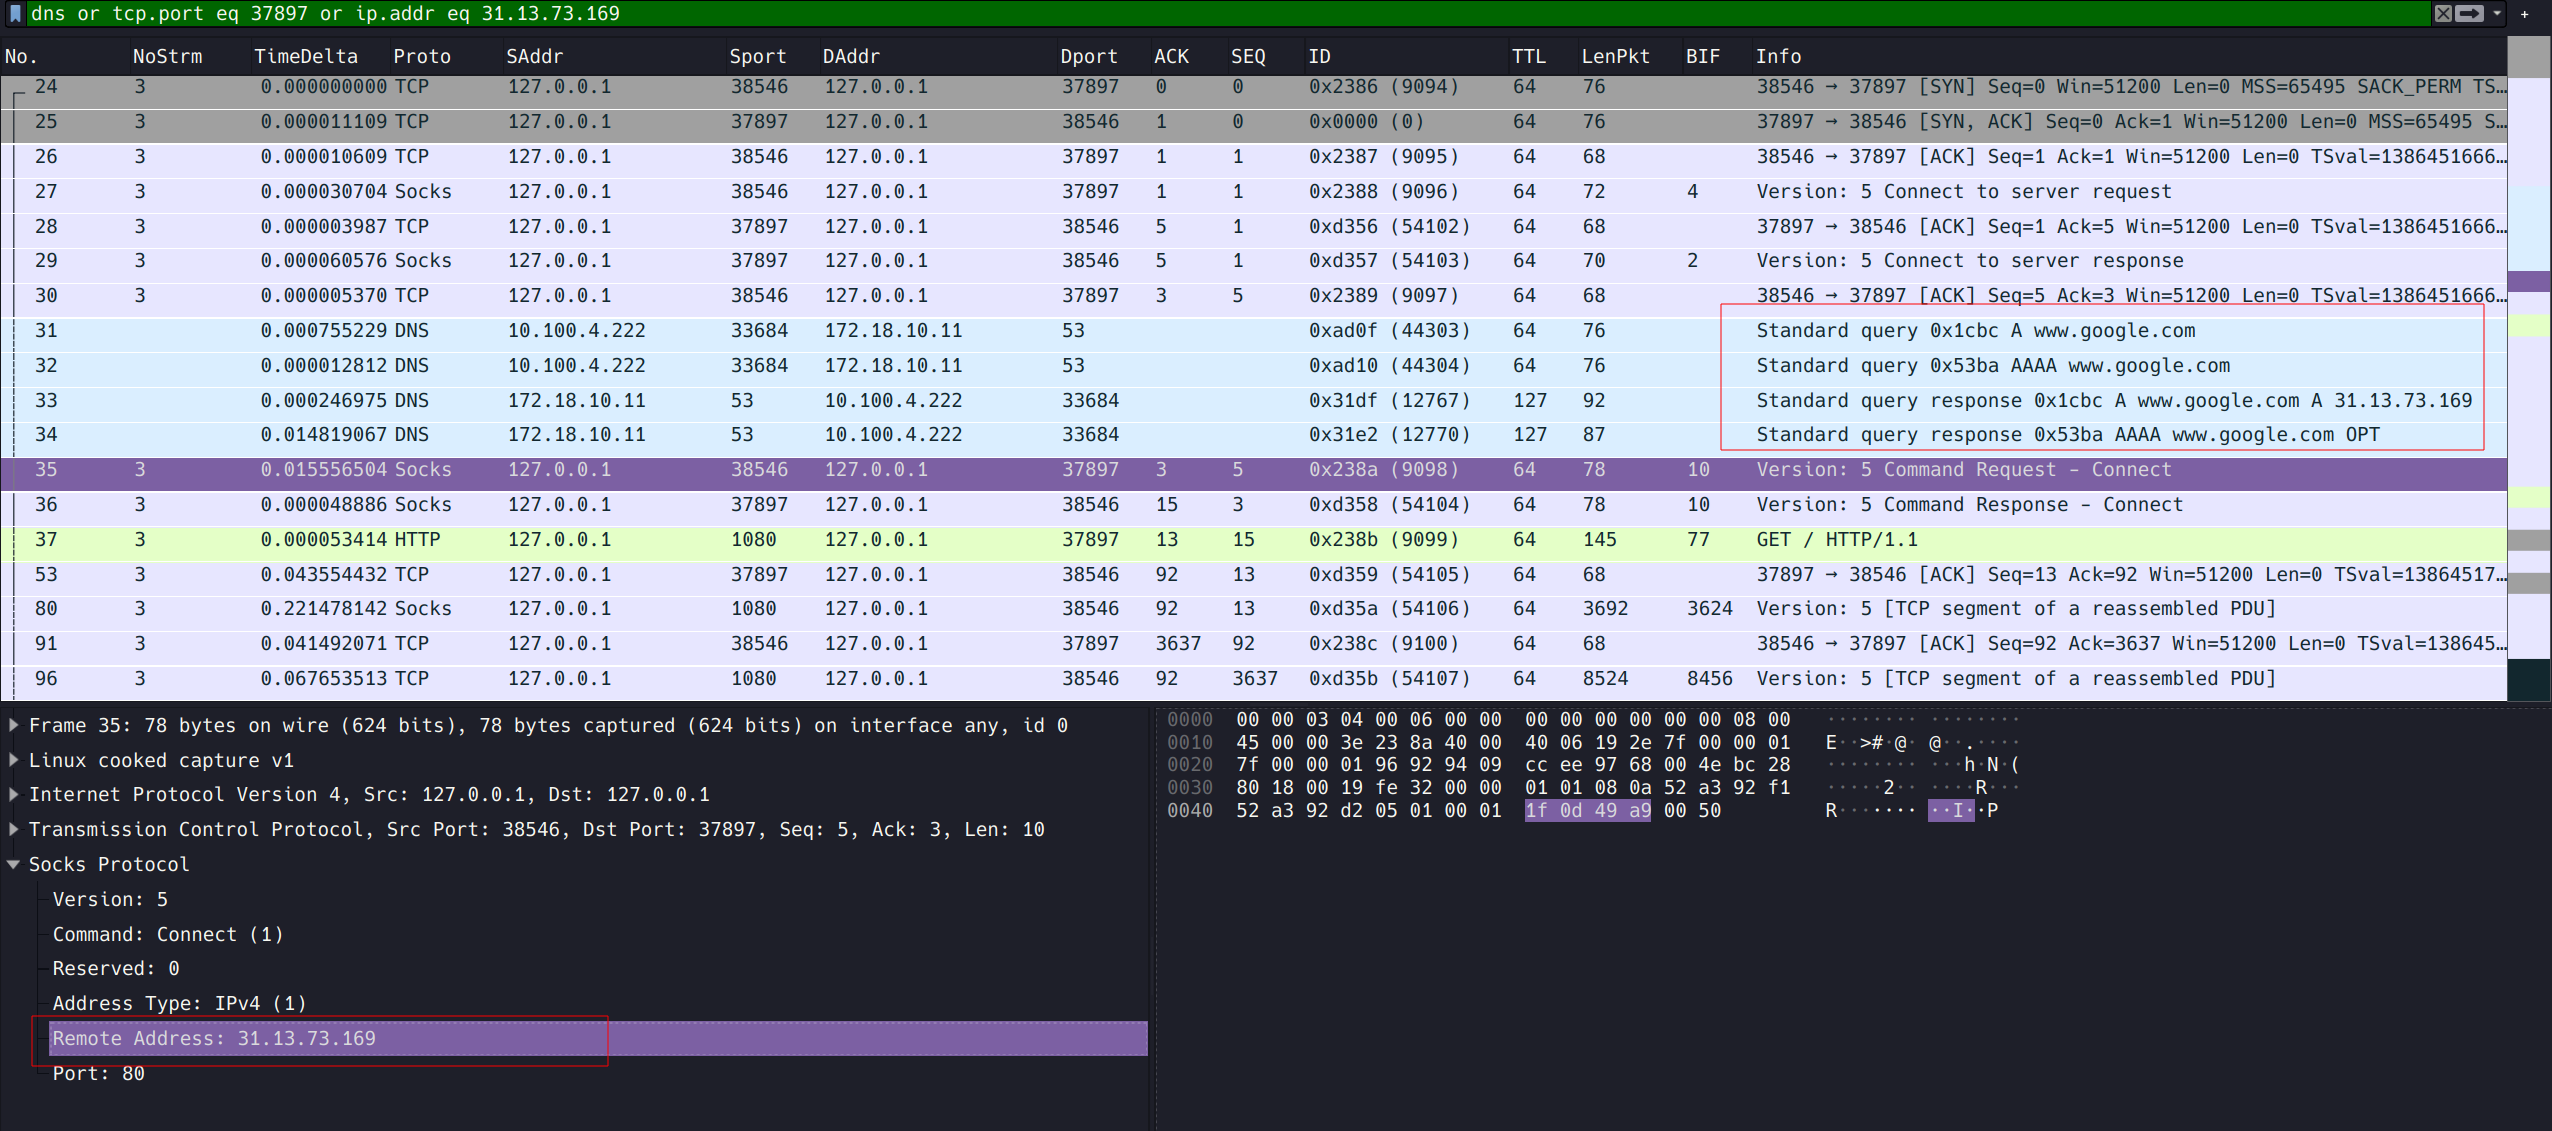 dns or tcp.port eq 37897 or ip.addr eq 31.13.73.169
No. NoStrm TimeDelta Proto SAddr Sport DAddr Dport ACK SEQ ID TTL LenPkt BIF Info
24 3 0.000000000 TCP 127.0.0.1 38546 127.0.0.1 37897 0 0 0x2386 (9094) 64 76 38546 → 37897 [SYN] Seq=0 Win=51200 Len=0 MSS=65495 SACK_PERM TS…
25 3 0.000011109 TCP 127.0.0.1 37897 127.0.0.1 38546 1 0 0x0000 (0) 64 76 37897 → 38546 [SYN, ACK] Seq=0 Ack=1 Win=51200 Len=0 MSS=65495 S…
26 3 0.000010609 TCP 127.0.0.1 38546 127.0.0.1 37897 1 1 0x2387 (9095) 64 68 38546 → 37897 [ACK] Seq=1 Ack=1 Win=51200 Len=0 TSval=1386451666…
27 3 0.000030704 Socks 127.0.0.1 38546 127.0.0.1 37897 1 1 0x2388 (9096) 64 72 4 Version: 5 Connect to server request
28 3 0.000003987 TCP 127.0.0.1 37897 127.0.0.1 38546 5 1 0xd356 (54102) 64 68 37897 → 38546 [ACK] Seq=1 Ack=5 Win=51200 Len=0 TSval=1386451666…
29 3 0.000060576 Socks 127.0.0.1 37897 127.0.0.1 38546 5 1 0xd357 (54103) 64 70 2 Version: 5 Connect to server response
30 3 0.000005370 TCP 127.0.0.1 38546 127.0.0.1 37897 3 5 0x2389 (9097) 64 68 38546 → 37897 [ACK] Seq=5 Ack=3 Win=51200 Len=0 TSval=1386451666…
31 0.000755229 DNS 10.100.4.222 33684 172.18.10.11 53 0xad0f (44303) 64 76 Standard query 0x1cbc A www.google.com
32 0.000012812 DNS 10.100.4.222 33684 172.18.10.11 53 0xad10 (44304) 64 76 Standard query 0x53ba AAAA www.google.com
33 0.000246975 DNS 172.18.10.11 53 10.100.4.222 33684 0x31df (12767) 127 92 Standard query response 0x1cbc A www.google.com A 31.13.73.169
34 0.014819067 DNS 172.18.10.11 53 10.100.4.222 33684 0x31e2 (12770) 127 87 Standard query response 0x53ba AAAA www.google.com OPT
35 3 0.015556504 Socks 127.0.0.1 38546 127.0.0.1 37897 3 5 0x238a (9098) 64 78 10 Version: 5 Command Request - Connect
36 3 0.000048886 Socks 127.0.0.1 37897 127.0.0.1 38546 15 3 0xd358 (54104) 64 78 10 Version: 5 Command Response - Connect
37 3 0.000053414 HTTP 127.0.0.1 1080 127.0.0.1 37897 13 15 0x238b (9099) 64 145 77 GET / HTTP/1.1
53 3 0.043554432 TCP 127.0.0.1 37897 127.0.0.1 38546 92 13 0xd359 (54105) 64 68 37897 → 38546 [ACK] Seq=13 Ack=92 Win=51200 Len=0 TSval=13864517…
80 3 0.221478142 Socks 127.0.0.1 1080 127.0.0.1 38546 92 13 0xd35a (54106) 64 3692 3624 Version: 5 [TCP segment of a reassembled PDU]
91 3 0.041492071 TCP 127.0.0.1 38546 127.0.0.1 37897 3637 92 0x238c (9100) 64 68 38546 → 37897 [ACK] Seq=92 Ack=3637 Win=51200 Len=0 TSval=138645…
96 3 0.067653513 TCP 127.0.0.1 1080 127.0.0.1 38546 92 3637 0xd35b (54107) 64 8524 8456 Version: 5 [TCP segment of a reassembled PDU]
Frame 35: 78 bytes on wire (624 bits), 78 bytes captured (624 bits) on interface any, id 0
Linux cooked capture v1
Internet Protocol Version 4, Src: 127.0.0.1, Dst: 127.0.0.1
Transmission Control Protocol, Src Port: 38546, Dst Port: 37897, Seq: 5, Ack: 3, Len: 10
Socks Protocol
Version: 5
Command: Connect (1)
Reserved: 0
Address Type: IPv4 (1)
Remote Address: 31.13.73.169
Port: 80
0000 00 00 03 04 00 06 00 00 00 00 00 00 00 00 08 00 ········ ········
0010 45 00 00 3e 23 8a 40 00 40 06 19 2e 7f 00 00 01 E··>#·@· @··.····
0020 7f 00 00 01 96 92 94 09 cc ee 97 68 00 4e bc 28 ········ ···h·N·(
0030 80 18 00 19 fe 32 00 00 01 01 08 0a 52 a3 92 f1 ·····2·· ····R···
0040 52 a3 92 d2 05 01 00 01 1f 0d 49 a9 00 50 R······· ··I··P